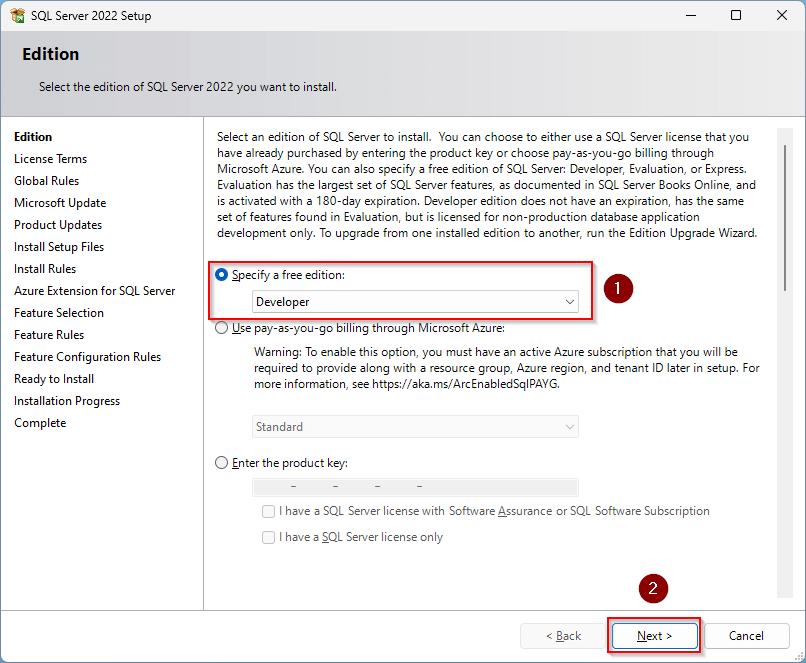 SQL Server 2022 Setup
Edition
Select the edition of SQL Server 2022 you want to install.
Edition
License Terms
Global Rules
Microsoft Update
Product Updates
Install Setup Files
Install Rules
Azure Extension for SQL Server
Feature Selection
Feature Rules
Feature Configuration Rules
Ready to Install
Installation Progress
Complete
Select an edition of SQL Server to install. You can choose to either use a SQL Server license that you
have already purchased by entering the product key or choose pay-as-you-go billing through
Microsoft Azure. You can also specify a free edition of SQL Server: Developer, Evaluation, or Express.
Evaluation has the largest set of SQL Server features, as documented in SQL Server Books Online, and
is activated with a 180-day expiration. Developer edition does not have an expiration, has the same
set of features found in Evaluation, but is licensed for non-production database application
development only. To upgrade from one installed edition to another, run the Edition Upgrade Wizard.
Specify a free edition:
Developer
1
Use pay-as-you-go billing through Microsoft Azure:
Warning: To enable this option, you must have an active Azure subscription that you will be
required to provide along with a resource group, Azure region, and tenant ID later in setup. For
more information, see https://aka.ms/ArcEnabledSqlPAYG.
Standard
Enter the product key:
– – – –
I have a SQL Server license with Software Assurance or SQL Software Subscription
I have a SQL Server license only
2
< Back
Next >
Cancel